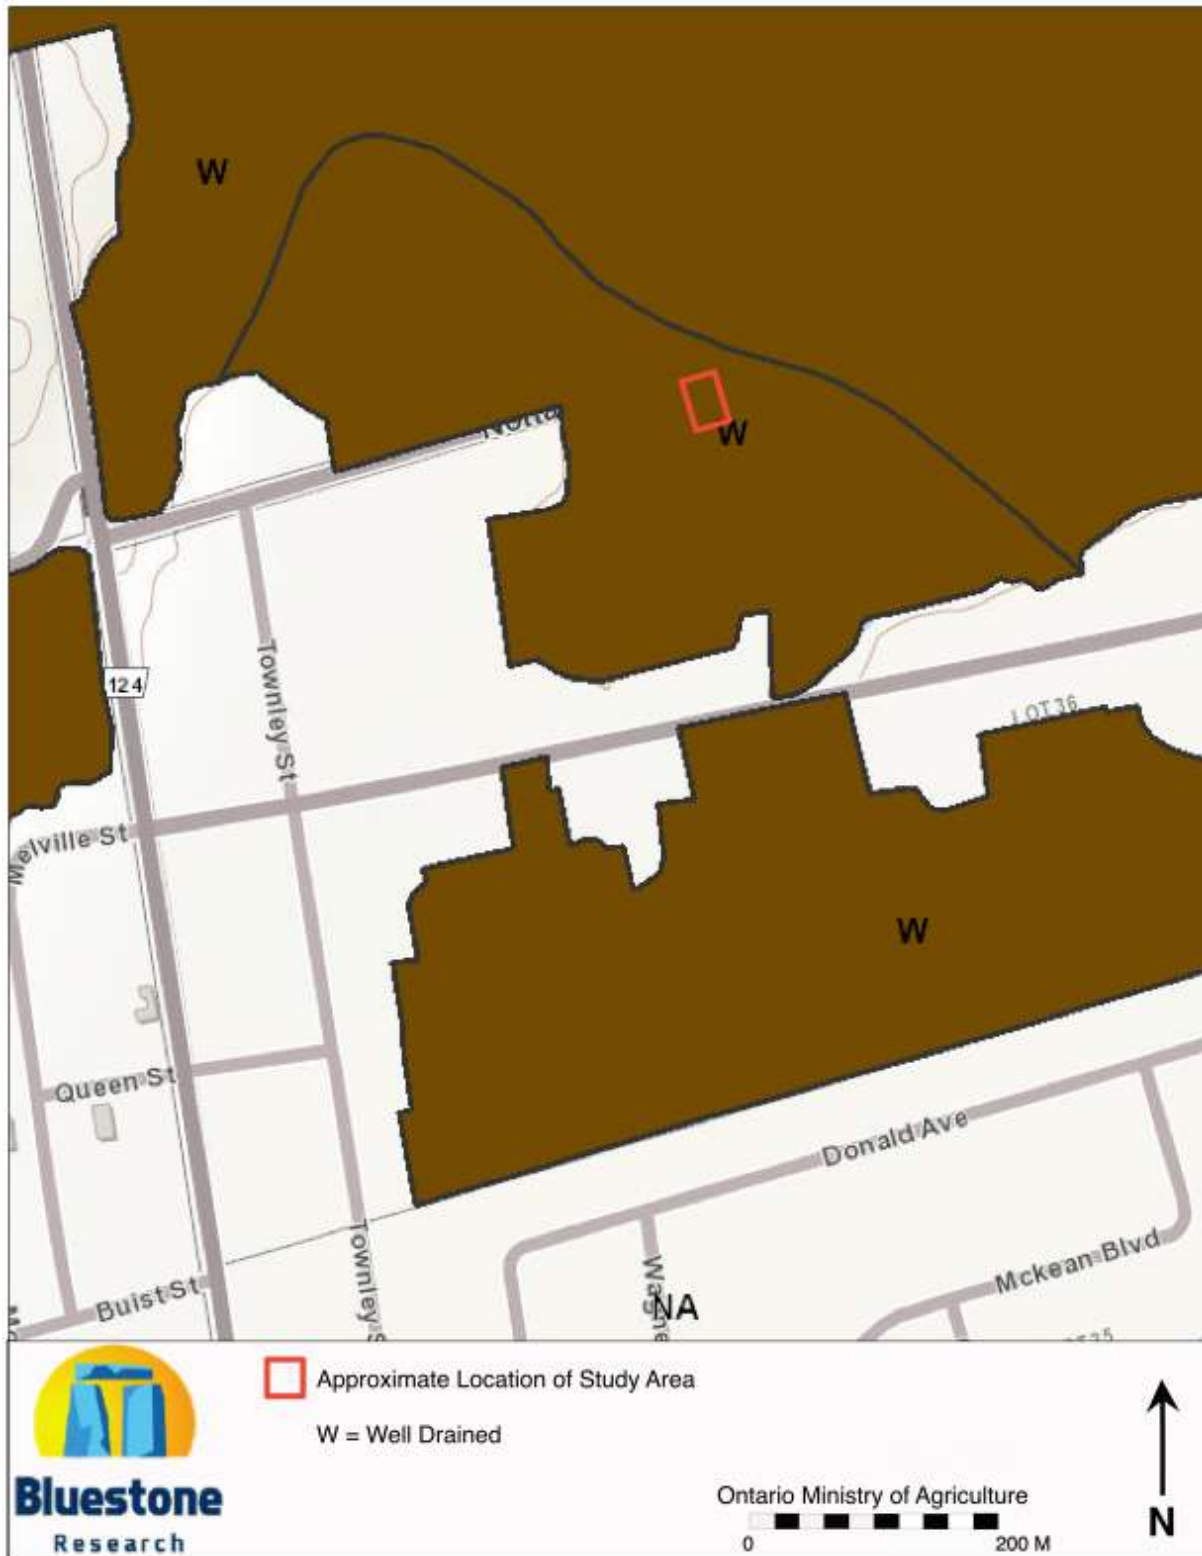 W
Notta
W
124
Townley St
LOT 36
Melville St
W
Queen St
Donald Ave
Mckean Blvd
Buist St
Townley S
Wagne
NA
Approximate Location of Study Area
W = Well Drained
Bluestone
Research
Ontario Ministry of Agriculture
0 200 M
N